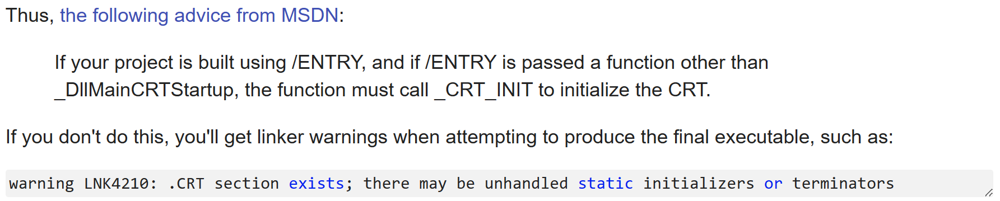 Thus, the following advice from MSDN:
If your project is built using /ENTRY, and if /ENTRY is passed a function other than
_DllMainCRTStartup, the function must call _CRT_INIT to initialize the CRT.
If you don't do this, you'll get linker warnings when attempting to produce the final executable, such as:
warning LNK4210: .CRT section exists; there may be unhandled static initializers or terminators